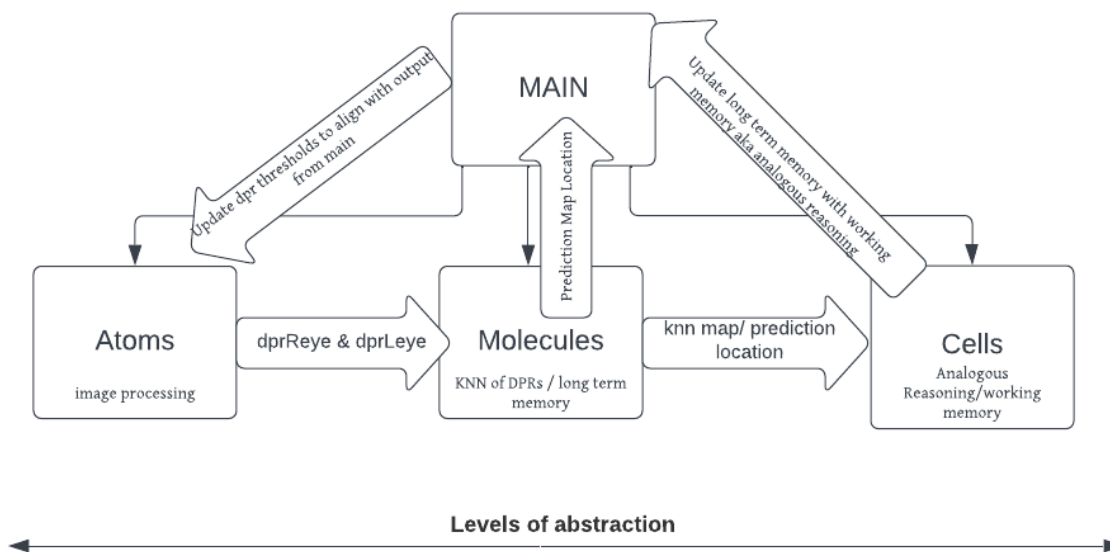 MAIN
Update dpr thresholds to align with output
from main
Prediction Map Location
Update long term memory with working
memory aka analogous
reasoning
Atoms
image processing
dprReye & dprLeye
Molecules
KNN of DPRs / long term
memory
knn map/ prediction
location
Cells
Analogous
Reasoning/working
memory
Levels of abstraction